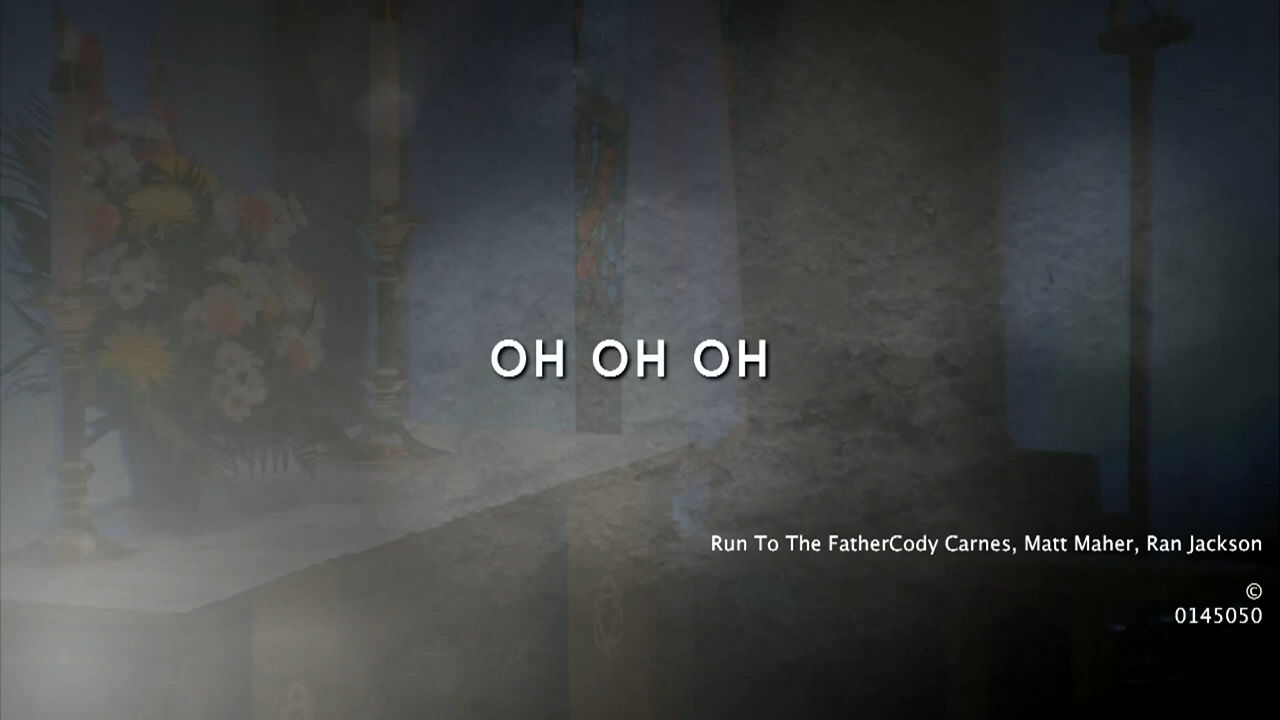 OH OH OH
Run To The FatherCody Carnes, Matt Maher, Ran Jackson
©
0145050